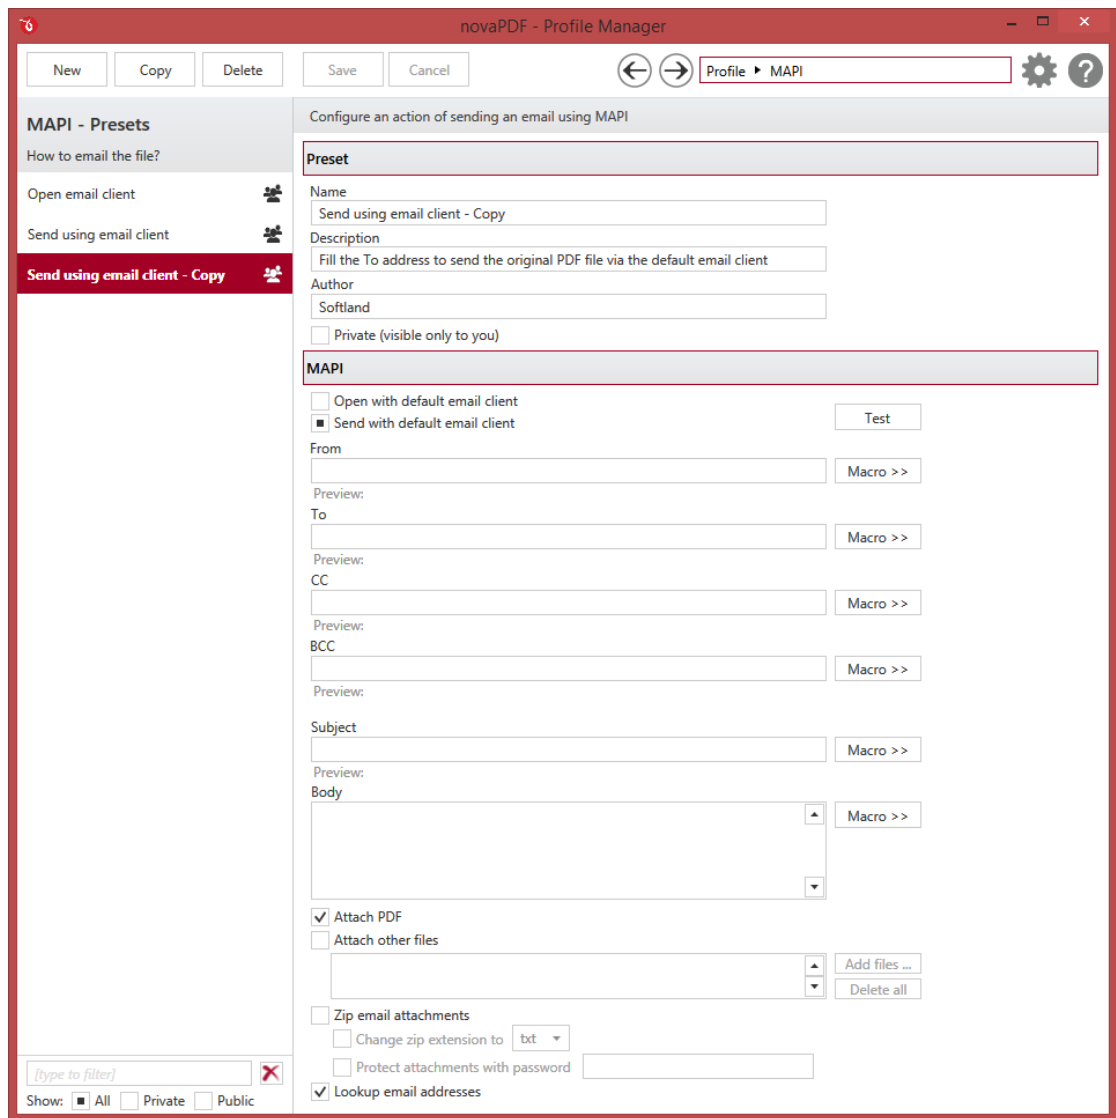 novaPDF - Profile Manager
New Copy Delete Save Cancel Profile MAPI ?
MAPI - Presets
How to email the file?
Open email client
Send using email client
Send using email client - Copy
[type to filter]
Show: All Private Public
Configure an action of sending an email using MAPI
Preset
Name
Send using email client - Copy
Description
Fill the To address to send the original PDF file via the default email client
Author
Softland
Private (visible only to you)
MAPI
Open with default email client
Send with default email client
Test
From
Macro >>
Preview:
To
Macro >>
Preview:
CC
Macro >>
Preview:
BCC
Macro >>
Preview:
Subject
Macro >>
Preview:
Body
Macro >>
Attach PDF
Attach other files
Add files ...
Delete all
Zip email attachments
Change zip extension to txt
Protect attachments with password
Lookup email addresses